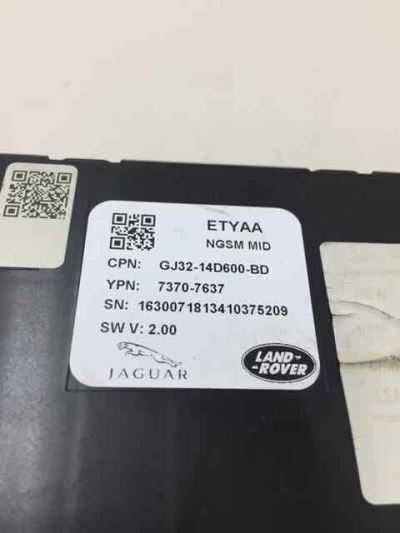 ETYAA
NGSM MID
CPN: GJ32-14D600-BD
YPN: 7370-7637
SN: 1630071813410375209
SW V: 2.00
JAGUAR
LAND-
-ROVER